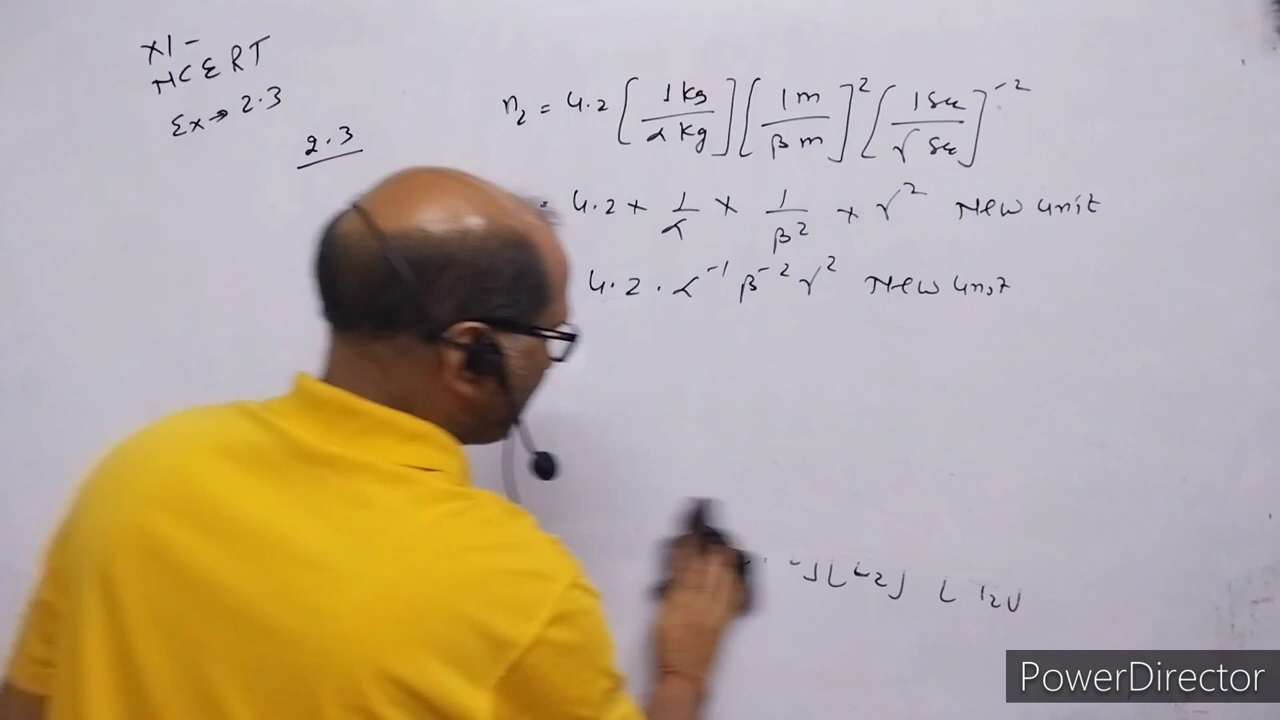 XI -
NCERT
Ex → 2.3
2.3
n₂ = 4.2 [1 kg / α kg] [1 m / β m]² [1 sec / γ sec]⁻²
= 4.2 × 1/α × 1/β² × γ² New unit
4.2 . α⁻¹ β⁻² γ² New unit
PowerDirector